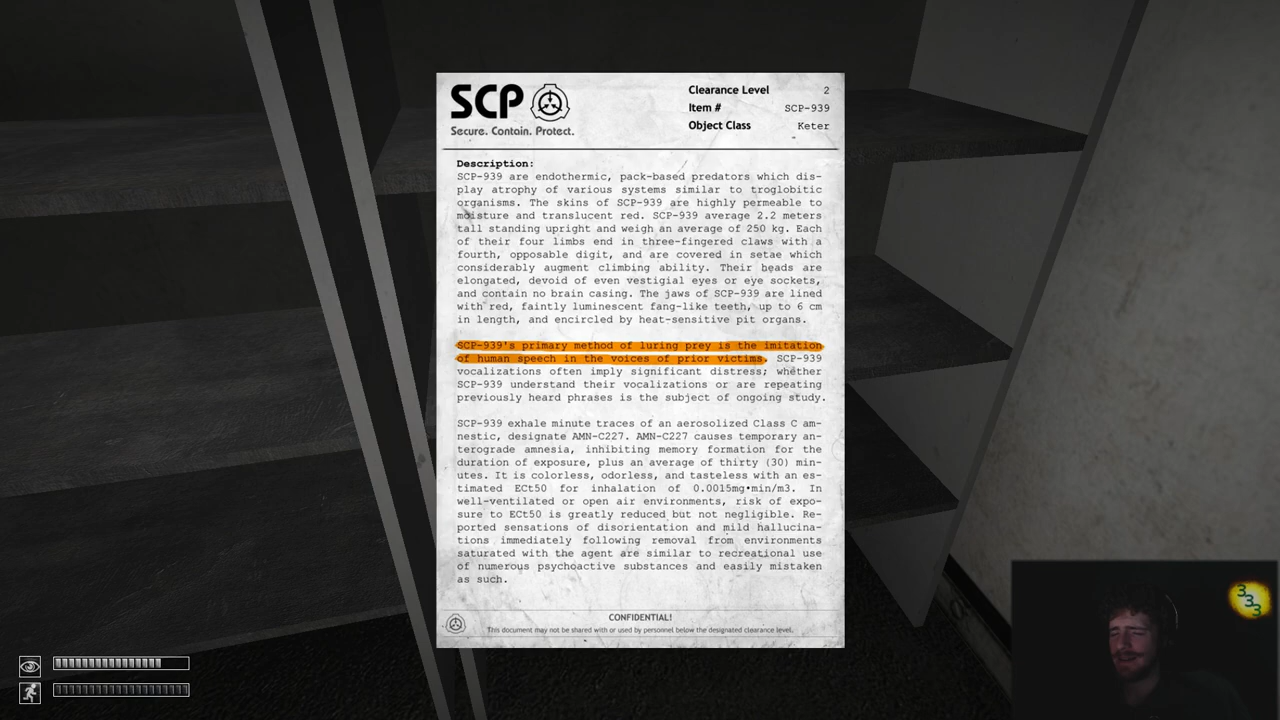 SCP
Secure. Contain. Protect.
Clearance Level 2
Item # SCP-939
Object Class Keter
Description:
SCP-939 are endothermic, pack-based predators which dis-
play atrophy of various systems similar to troglobitic
organisms. The skins of SCP-939 are highly permeable to
moisture and translucent red. SCP-939 average 2.2 meters
tall standing upright and weigh an average of 250 kg. Each
of their four limbs end in three-fingered claws with a
fourth, opposable digit, and are covered in setae which
considerably augment climbing ability. Their heads are
elongated, devoid of even vestigial eyes or eye sockets,
and contain no brain casing. The jaws of SCP-939 are lined
with red, faintly luminescent fang-like teeth, up to 6 cm
in length, and encircled by heat-sensitive pit organs.
SCP-939's primary method of luring prey is the imitation
of human speech in the voices of prior victims. SCP-939
vocalizations often imply significant distress; whether
SCP-939 understand their vocalizations or are repeating
previously heard phrases is the subject of ongoing study.
SCP-939 exhale minute traces of an aerosolized Class C am-
nestic, designate AMN-C227. AMN-C227 causes temporary an-
terograde amnesia, inhibiting memory formation for the
duration of exposure, plus an average of thirty (30) min-
utes. It is colorless, odorless, and tasteless with an es-
timated ECt50 for inhalation of 0.0015mg•min/m3. In
well-ventilated or open air environments, risk of expo-
sure to ECt50 is greatly reduced but not negligible. Re-
ported sensations of disorientation and mild hallucina-
tions immediately following removal from environments
saturated with the agent are similar to recreational use
of numerous psychoactive substances and easily mistaken
as such.
CONFIDENTIAL!
This document may not be shared with or used by personnel below the designated clearance level.
333